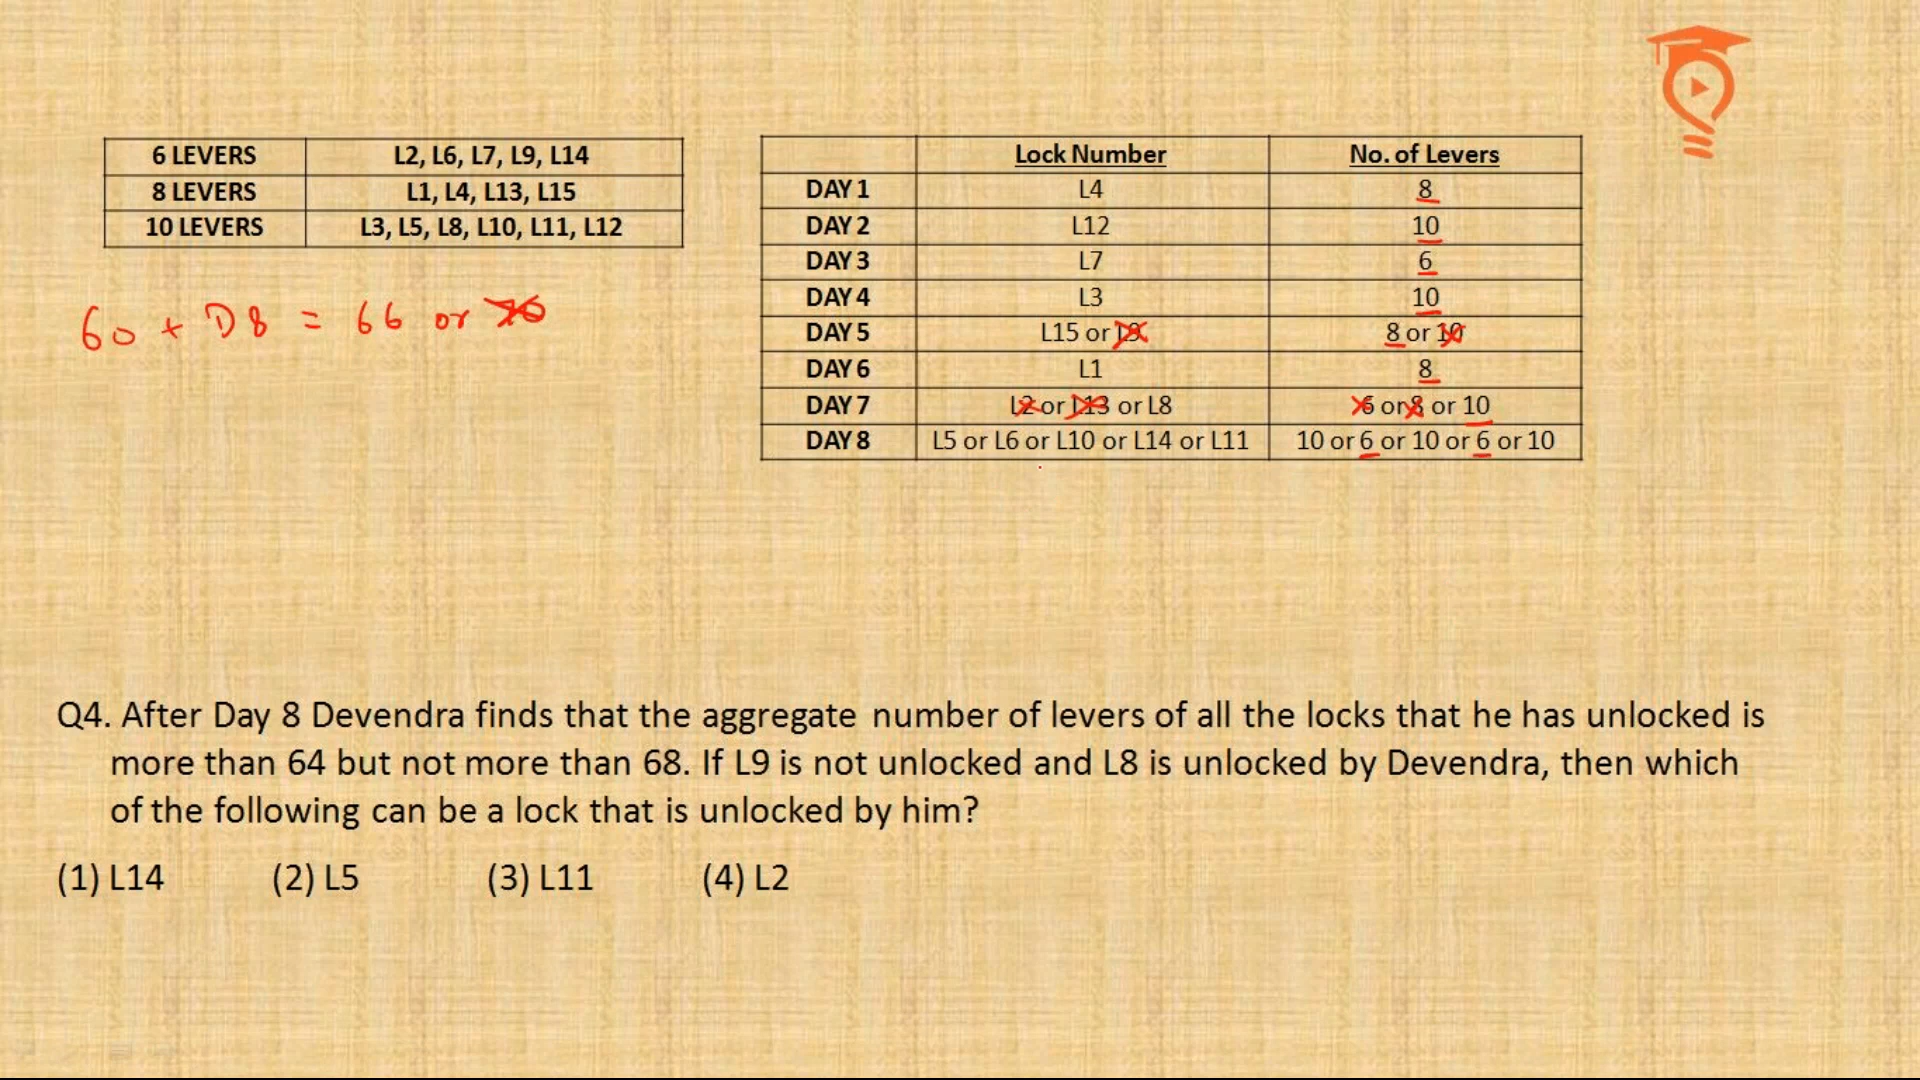 6 LEVERS L2, L6, L7, L9, L14
8 LEVERS L1, L4, L13, L15
10 LEVERS L3, L5, L8, L10, L11, L12
60 + D8 = 66 or 70
Lock Number No. of Levers
DAY 1 L4 8
DAY 2 L12 10
DAY 3 L7 6
DAY 4 L3 10
DAY 5 L15 or L9 8 or 10
DAY 6 L1 8
DAY 7 L2 or L13 or L8 6 or 8 or 10
DAY 8 L5 or L6 or L10 or L14 or L11 10 or 6 or 10 or 6 or 10
Q4. After Day 8 Devendra finds that the aggregate number of levers of all the locks that he has unlocked is
more than 64 but not more than 68. If L9 is not unlocked and L8 is unlocked by Devendra, then which
of the following can be a lock that is unlocked by him?
(1) L14 (2) L5 (3) L11 (4) L2